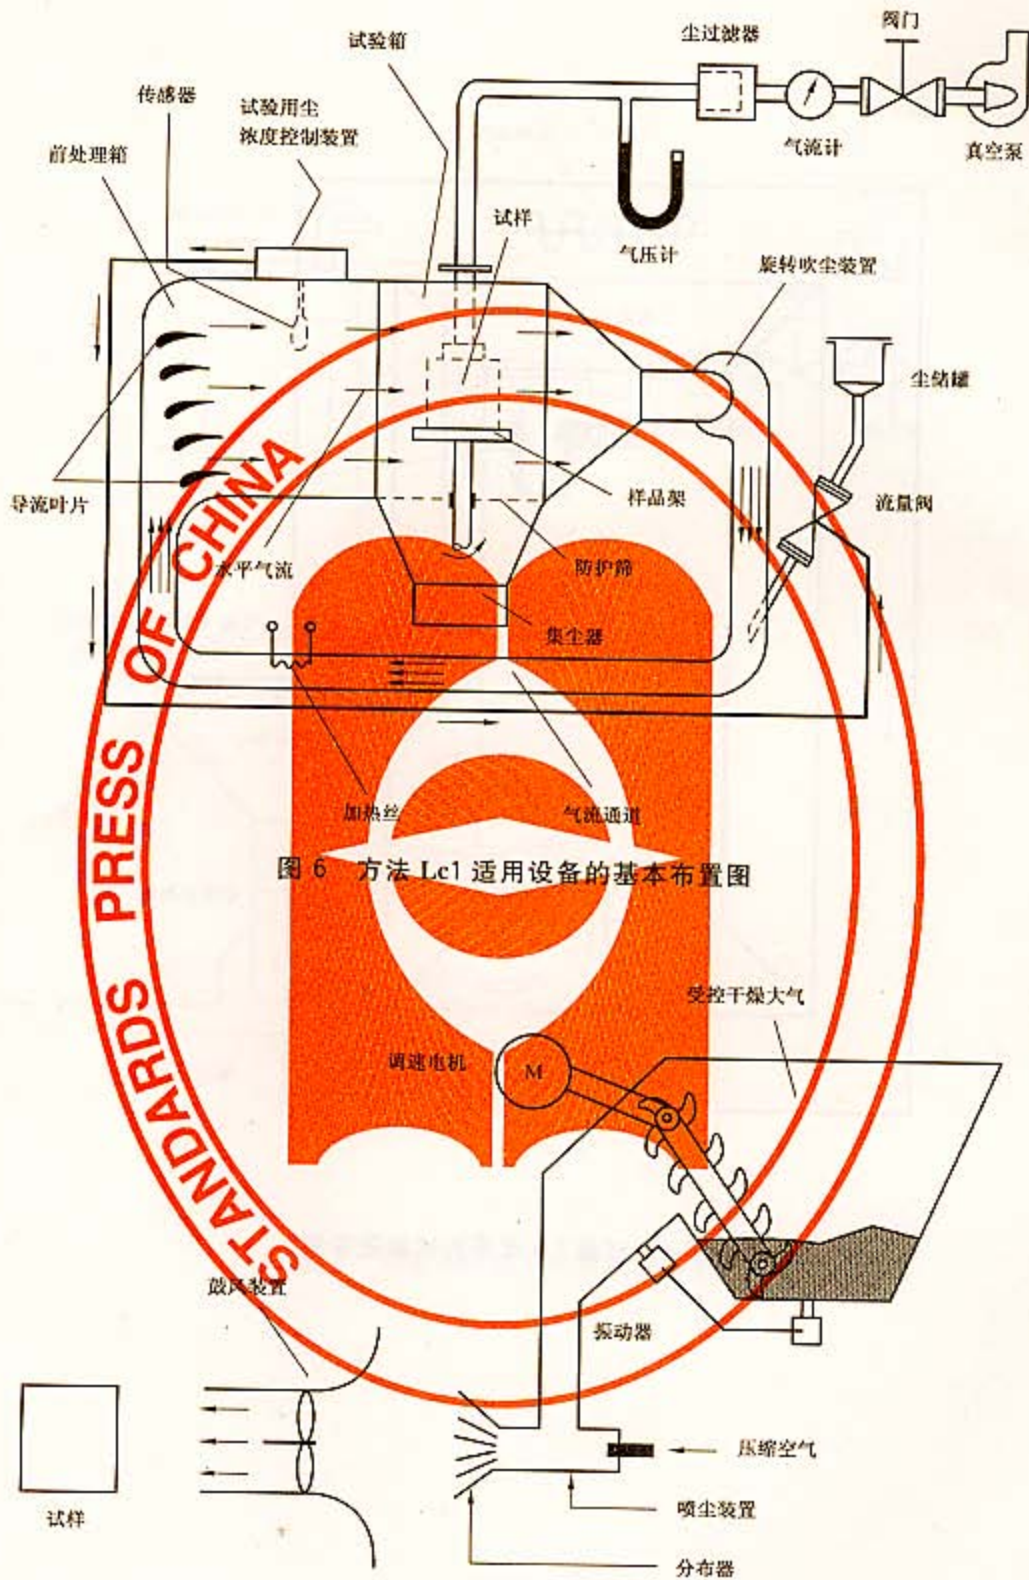 阀门
尘过滤器
试验箱
传感器
试验用尘
浓度控制装置
前处理箱
气流计
真空泵
试样
气压计
旋转吹尘装置
尘储罐
导流叶片
样品架
流量阀
水平气流
防护筛
集尘器
加热丝
气流通道
图 6 方法 Lc1 适用设备的基本布置图
STANDARDS PRESS OF CHINA
受控干燥大气
调速电机
M
鼓风装置
振动器
压缩空气
试样
喷尘装置
分布器